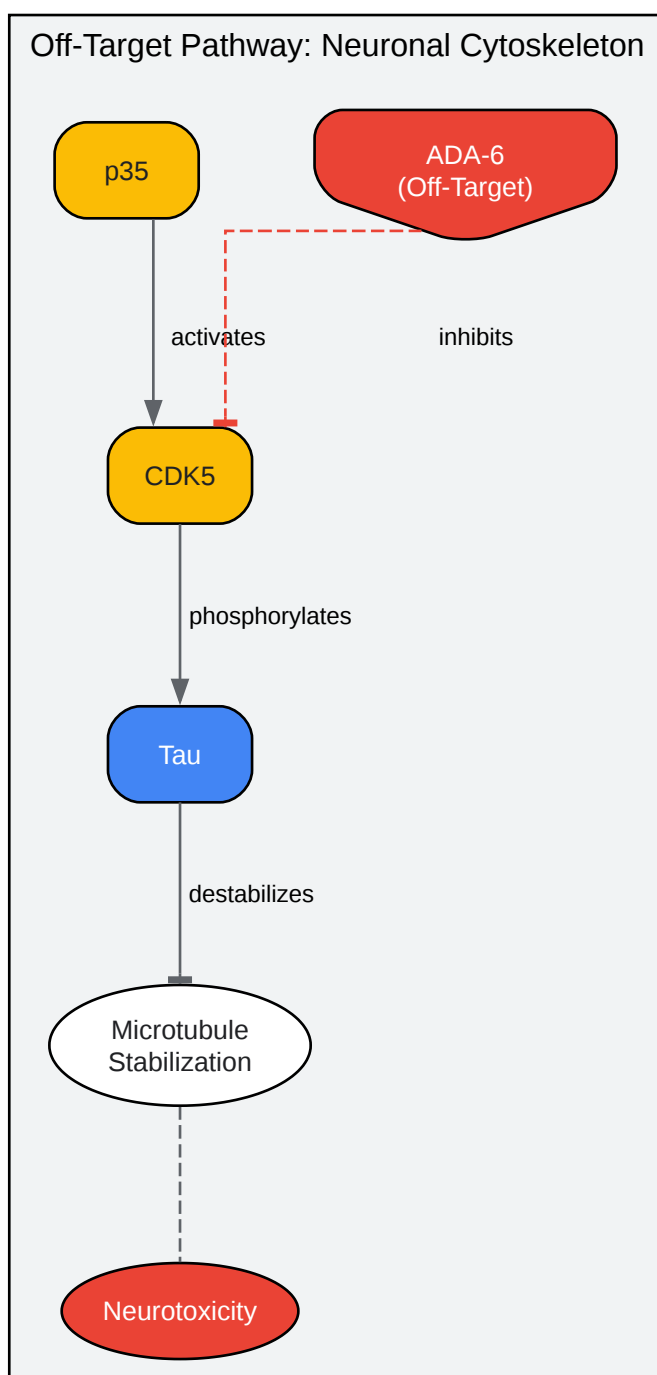 Off-Target Pathway: Neuronal Cytoskeleton
p35
ADA-6
(Off-Target)
activates
inhibits
CDK5
phosphorylates
Tau
destabilizes
Microtubule
Stabilization
Neurotoxicity